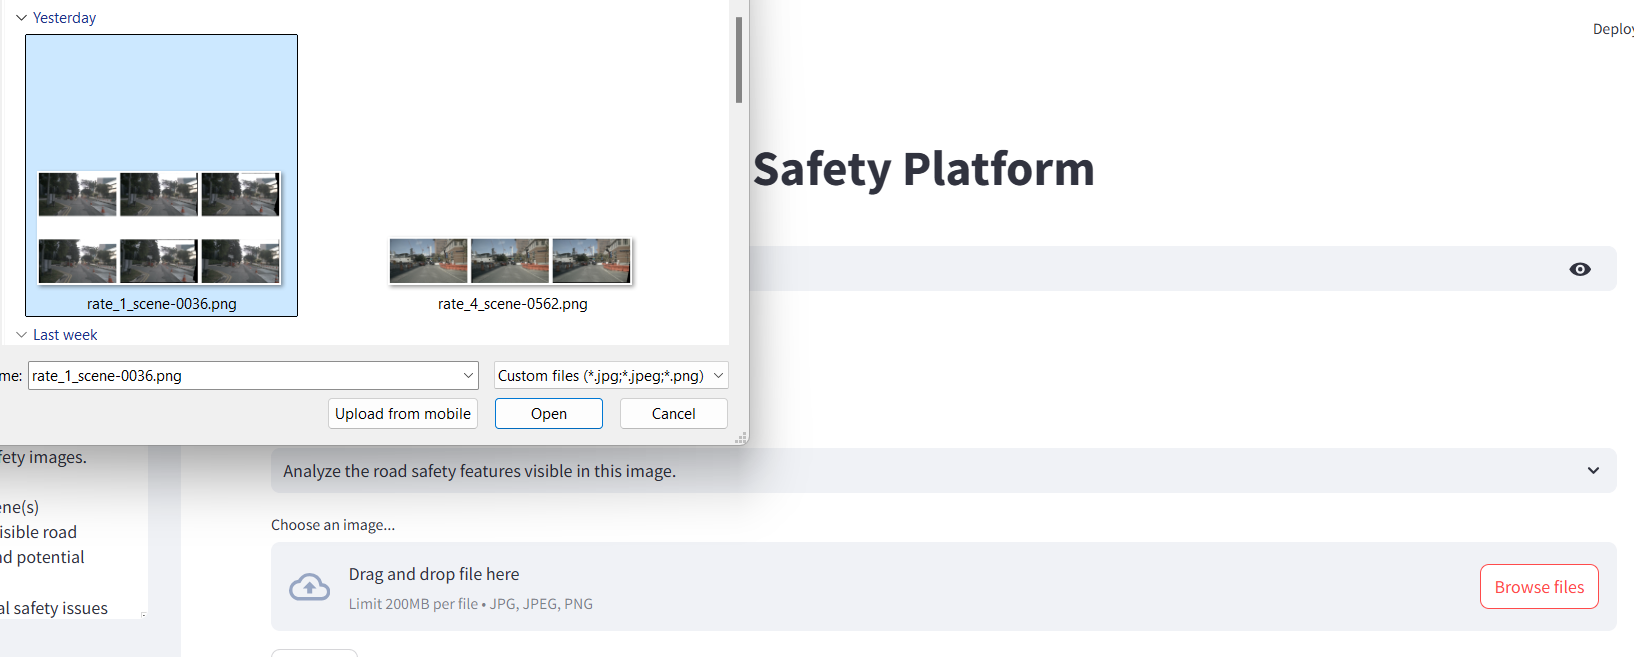 Yesterday
rate_1_scene-0036.png
rate_4_scene-0562.png
Last week
me:
rate_1_scene-0036.png
Custom files (*.jpg;*.jpeg;*.png)
Upload from mobile
Open
Cancel
Deploy
Safety Platform
fety images.
ene(s)
isible road
nd potential
al safety issues
Analyze the road safety features visible in this image.
Choose an image...
Drag and drop file here
Limit 200MB per file • JPG, JPEG, PNG
Browse files